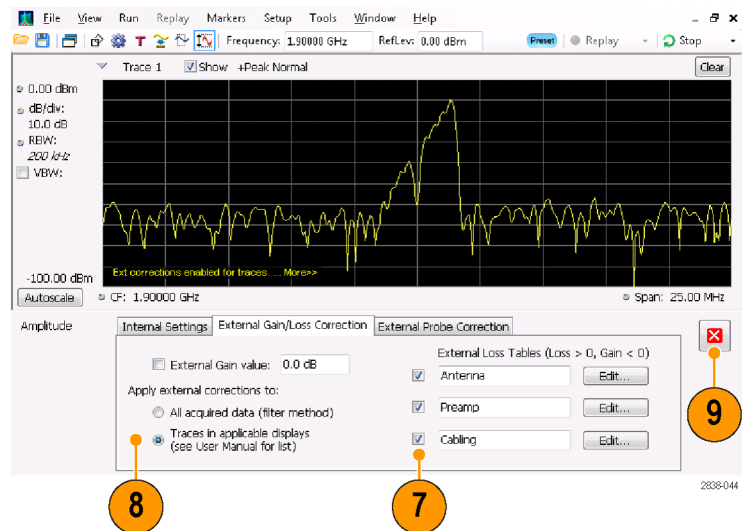 File View Run Replay Markers Setup Tools Window Help
T Frequency: 1.90000 GHz RefLev: 0.00 dBm Preset Replay Stop
Trace 1 Show +Peak Normal Clear
0.00 dBm
dB/div:
10.0 dB
RBW:
200 kHz
VBW:
Ext corrections enabled for traces. ... More>>
-100.00 dBm
Autoscale CF: 1.90000 GHz Span: 25.00 MHz
Amplitude Internal Settings External Gain/Loss Correction External Probe Correction
External Loss Tables (Loss > 0, Gain < 0)
External Gain value: 0.0 dB
Antenna Edit...
Apply external corrections to:
All acquired data (filter method)
Preamp Edit...
Traces in applicable displays
(see User Manual for list)
Cabling Edit...
9
8
7
2838-044